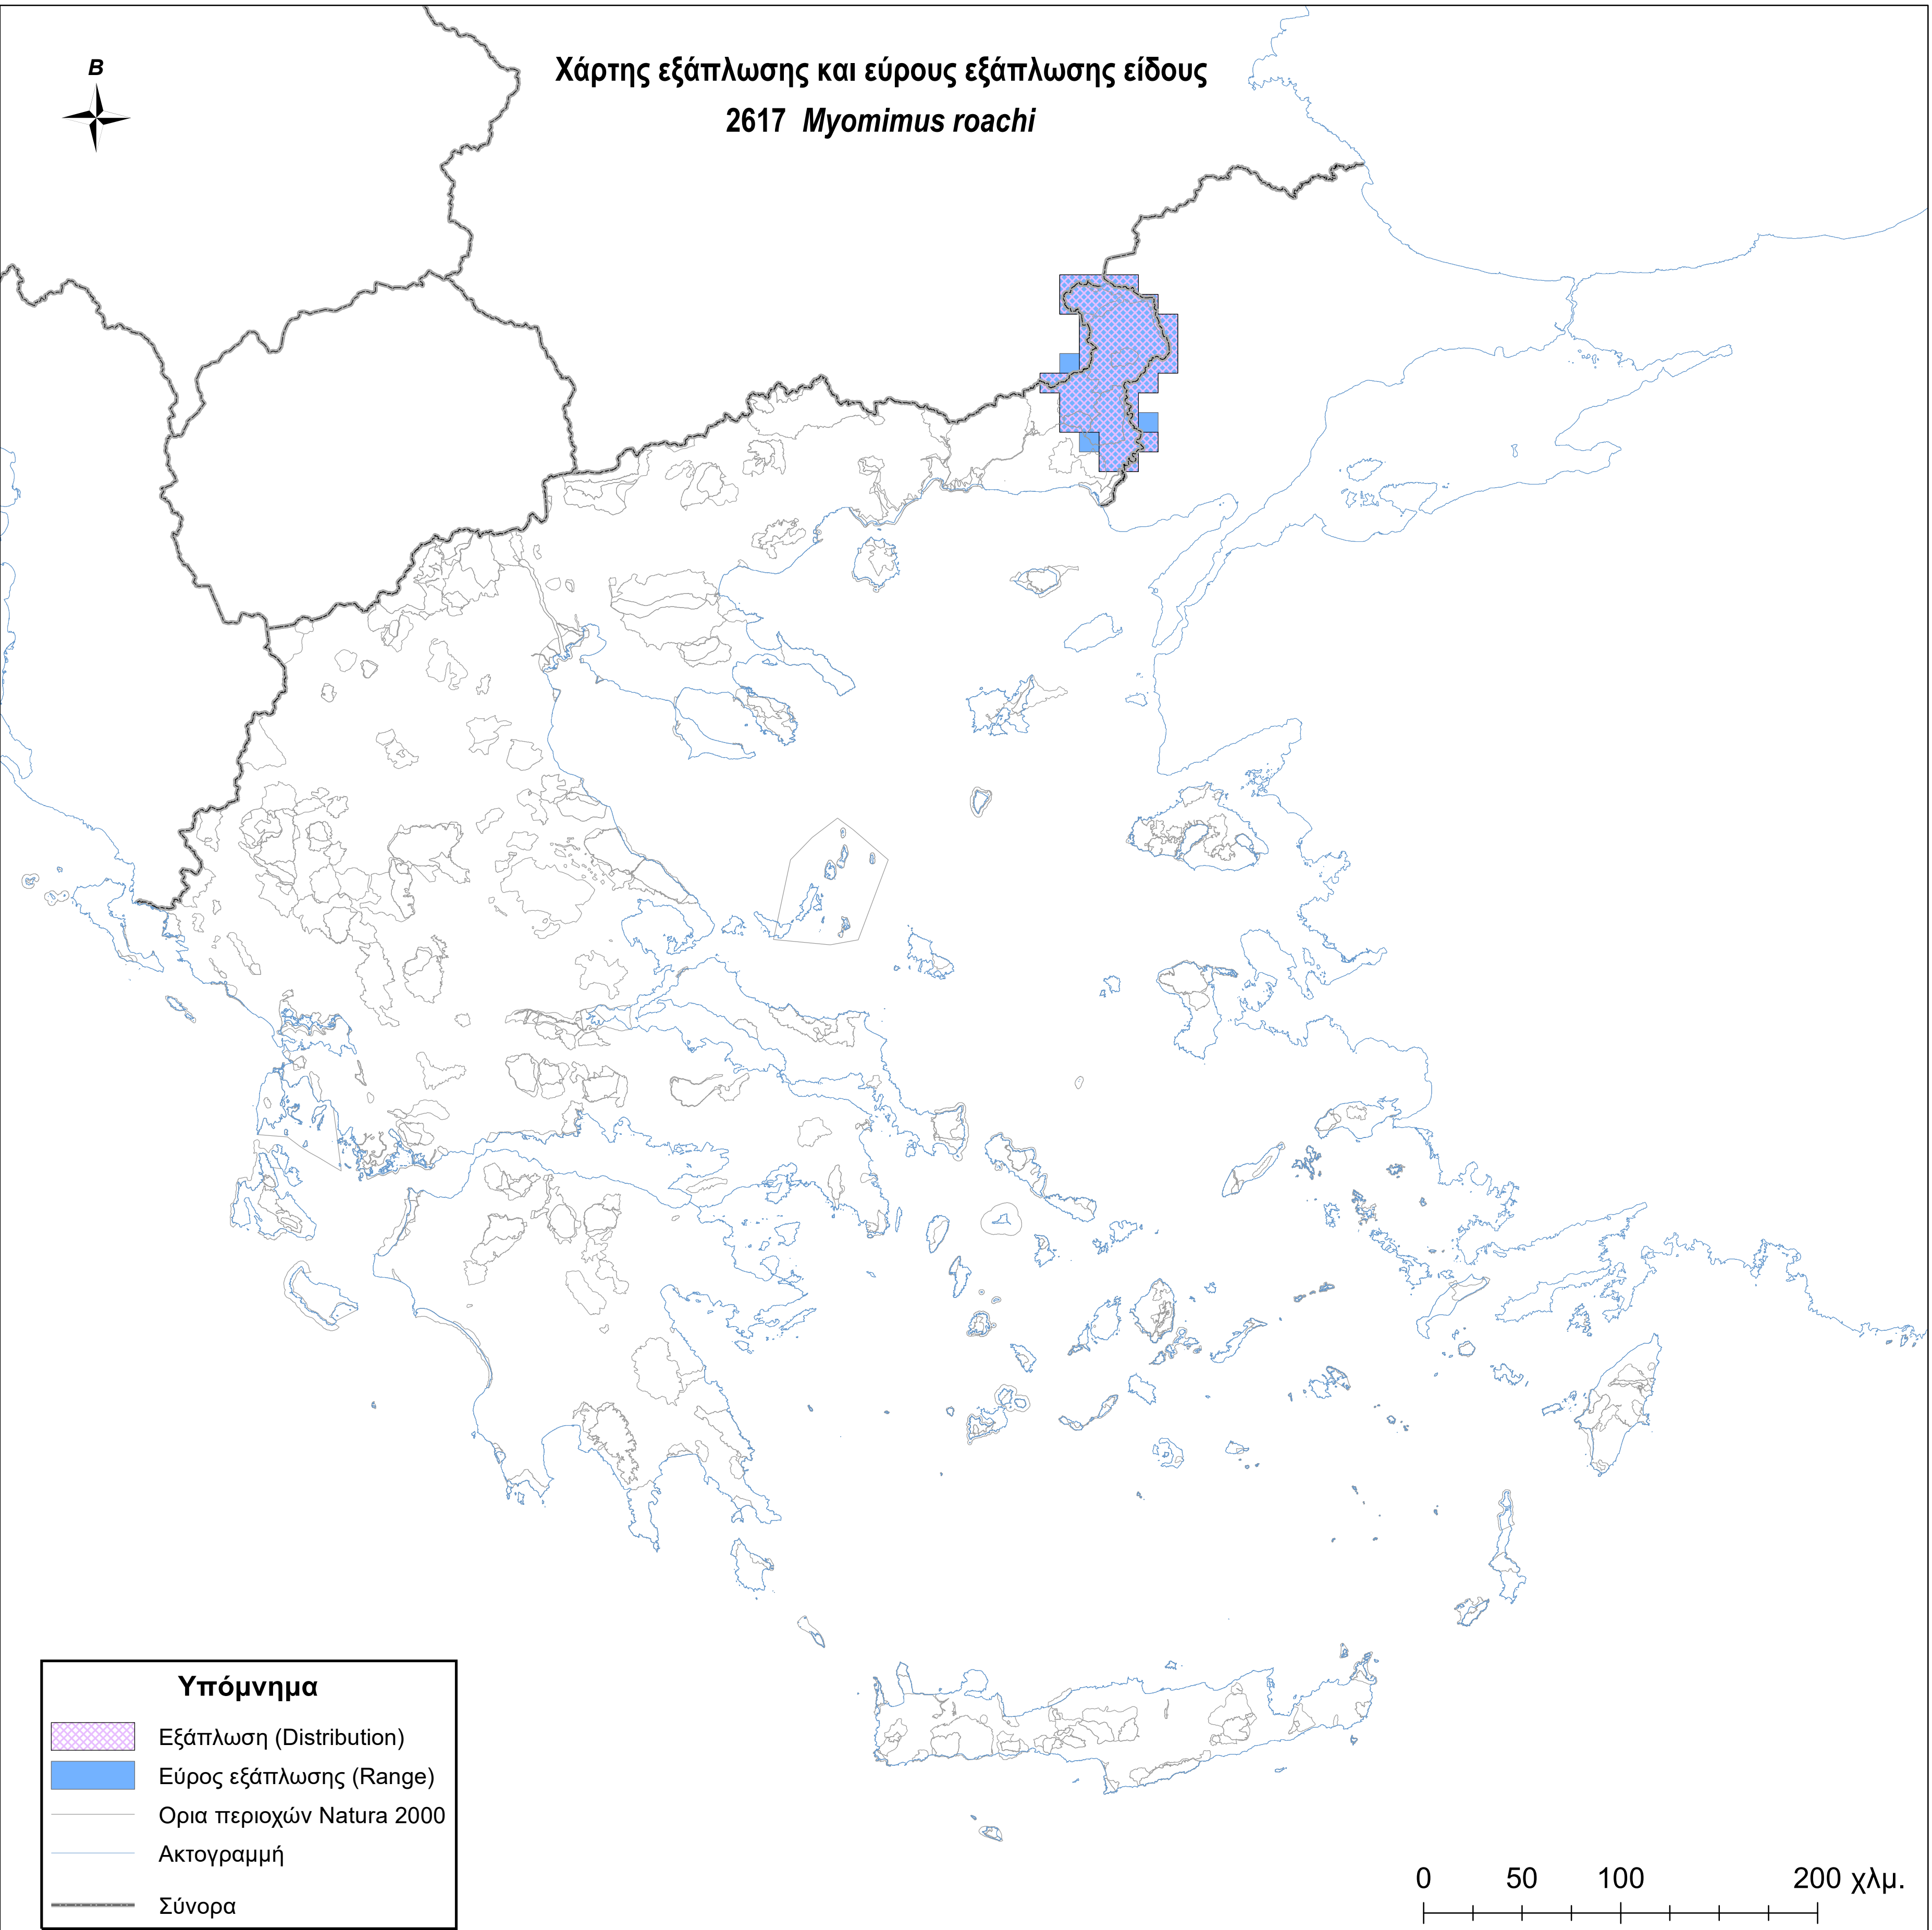 Χάρτης εξάπλωσης και εύρους εξάπλωσης είδους
2617 Myomimus roachi
Β
Υπόμνημα
Εξάπλωση (Distribution)
Εύρος εξάπλωσης (Range)
Ορια περιοχών Natura 2000
Ακτογραμμή
Σύνορα
0 50 100 200 χλμ.